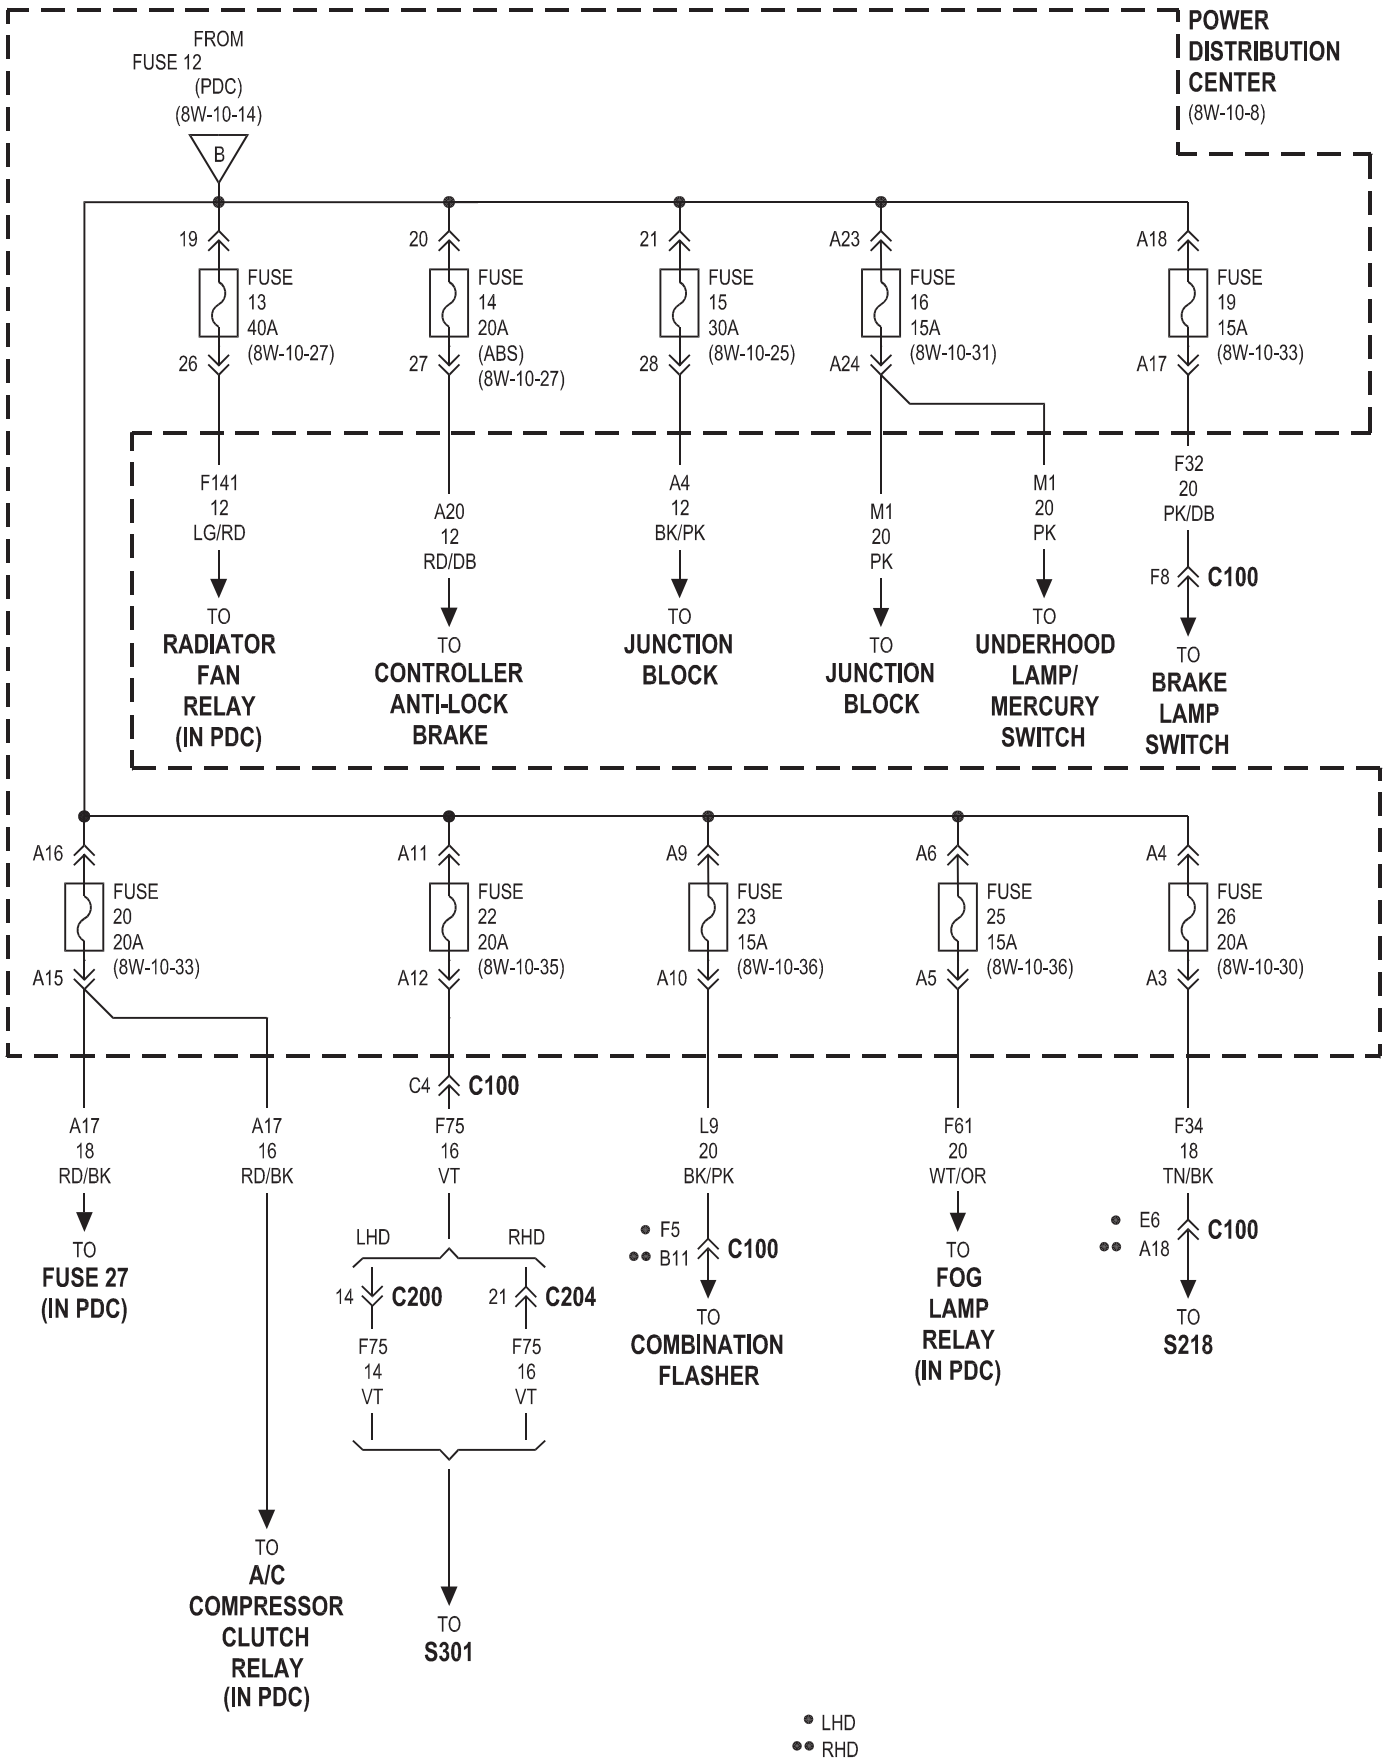 FROM
FUSE 12
(PDC)
(8W-10-14)
B
POWER
DISTRIBUTION
CENTER
(8W-10-8)
19
FUSE
13
40A
(8W-10-27)
26
20
FUSE
14
20A
(ABS)
(8W-10-27)
27
21
FUSE
15
30A
(8W-10-25)
28
A23
FUSE
16
15A
(8W-10-31)
A24
A18
FUSE
19
15A
(8W-10-33)
A17
F141
12
LG/RD
TO
RADIATOR
FAN
RELAY
(IN PDC)
A20
12
RD/DB
TO
CONTROLLER
ANTI-LOCK
BRAKE
A4
12
BK/PK
TO
JUNCTION
BLOCK
M1
20
PK
TO
JUNCTION
BLOCK
M1
20
PK
TO
UNDERHOOD
LAMP/
MERCURY
SWITCH
F32
20
PK/DB
F8 C100
TO
BRAKE
LAMP
SWITCH
A16
FUSE
20
20A
(8W-10-33)
A15
A11
FUSE
22
20A
(8W-10-35)
A12
A9
FUSE
23
15A
(8W-10-36)
A10
A6
FUSE
25
15A
(8W-10-36)
A5
A4
FUSE
26
20A
(8W-10-30)
A3
A17
18
RD/BK
TO
FUSE 27
(IN PDC)
A17
16
RD/BK
TO
A/C
COMPRESSOR
CLUTCH
RELAY
(IN PDC)
C4 C100
F75
16
VT
LHD
RHD
14 C200
21 C204
F75
14
VT
F75
16
VT
TO
S301
L9
20
BK/PK
• F5
•• B11
C100
TO
COMBINATION
FLASHER
F61
20
WT/OR
TO
FOG
LAMP
RELAY
(IN PDC)
F34
18
TN/BK
• E6
•• A18
C100
TO
S218
• LHD
•• RHD